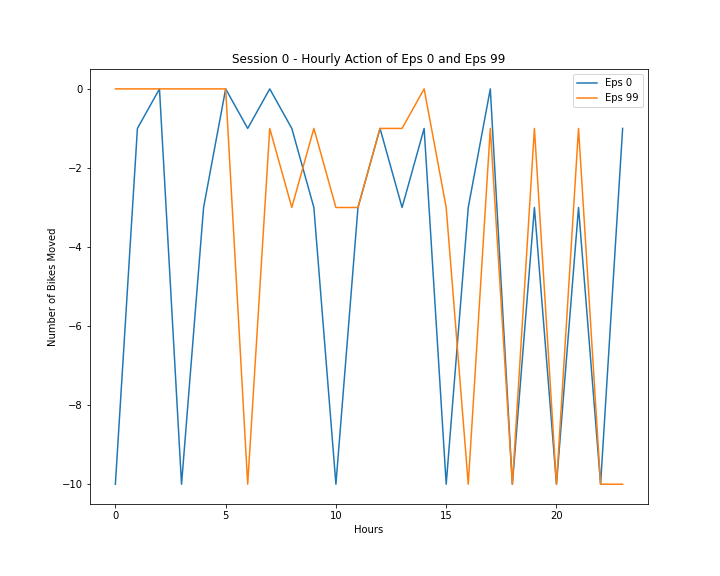 Session 0 - Hourly Action of Eps 0 and Eps 99
Eps 0
Eps 99
Number of Bikes Moved
0
−2
−4
−6
−8
−10
0
5
10
15
20
Hours